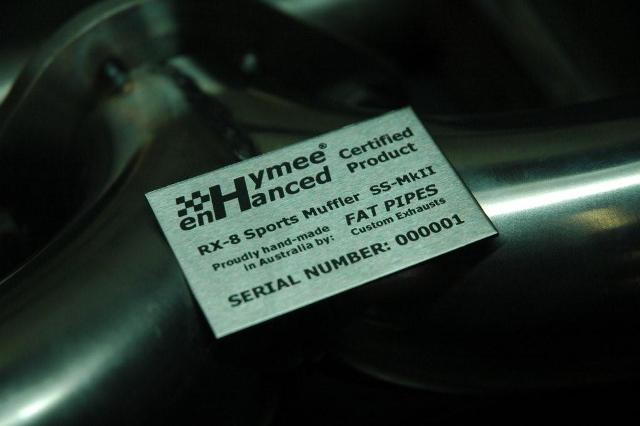 Hymee® enHanced Certified Product
RX-8 Sports Muffler SS-MkII
Proudly hand-made in Australia by: FAT PIPES Custom Exhausts
SERIAL NUMBER: 000001